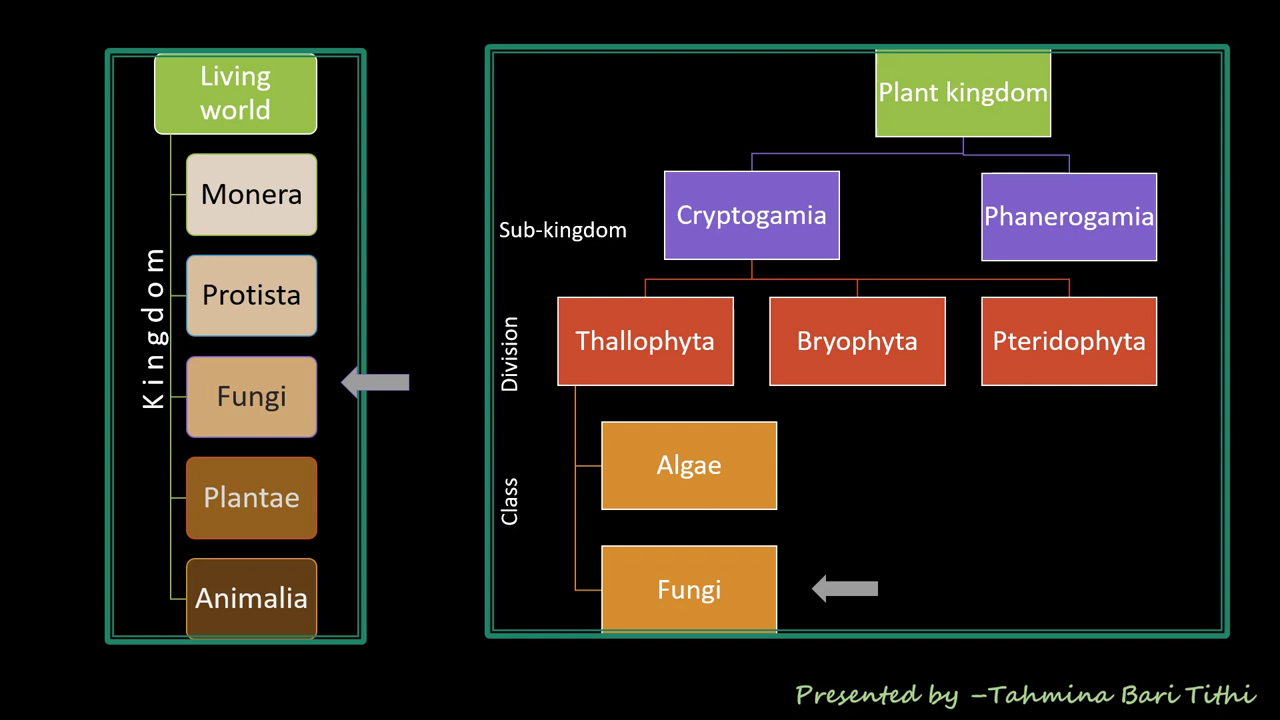 Living
world
Monera
Protista
Fungi
Plantae
Animalia
Kingdom
Plant kingdom
Sub-kingdom
Cryptogamia
Phanerogamia
Division
Thallophyta
Bryophyta
Pteridophyta
Class
Algae
Fungi
Presented by –Tahmina Bari Tithi